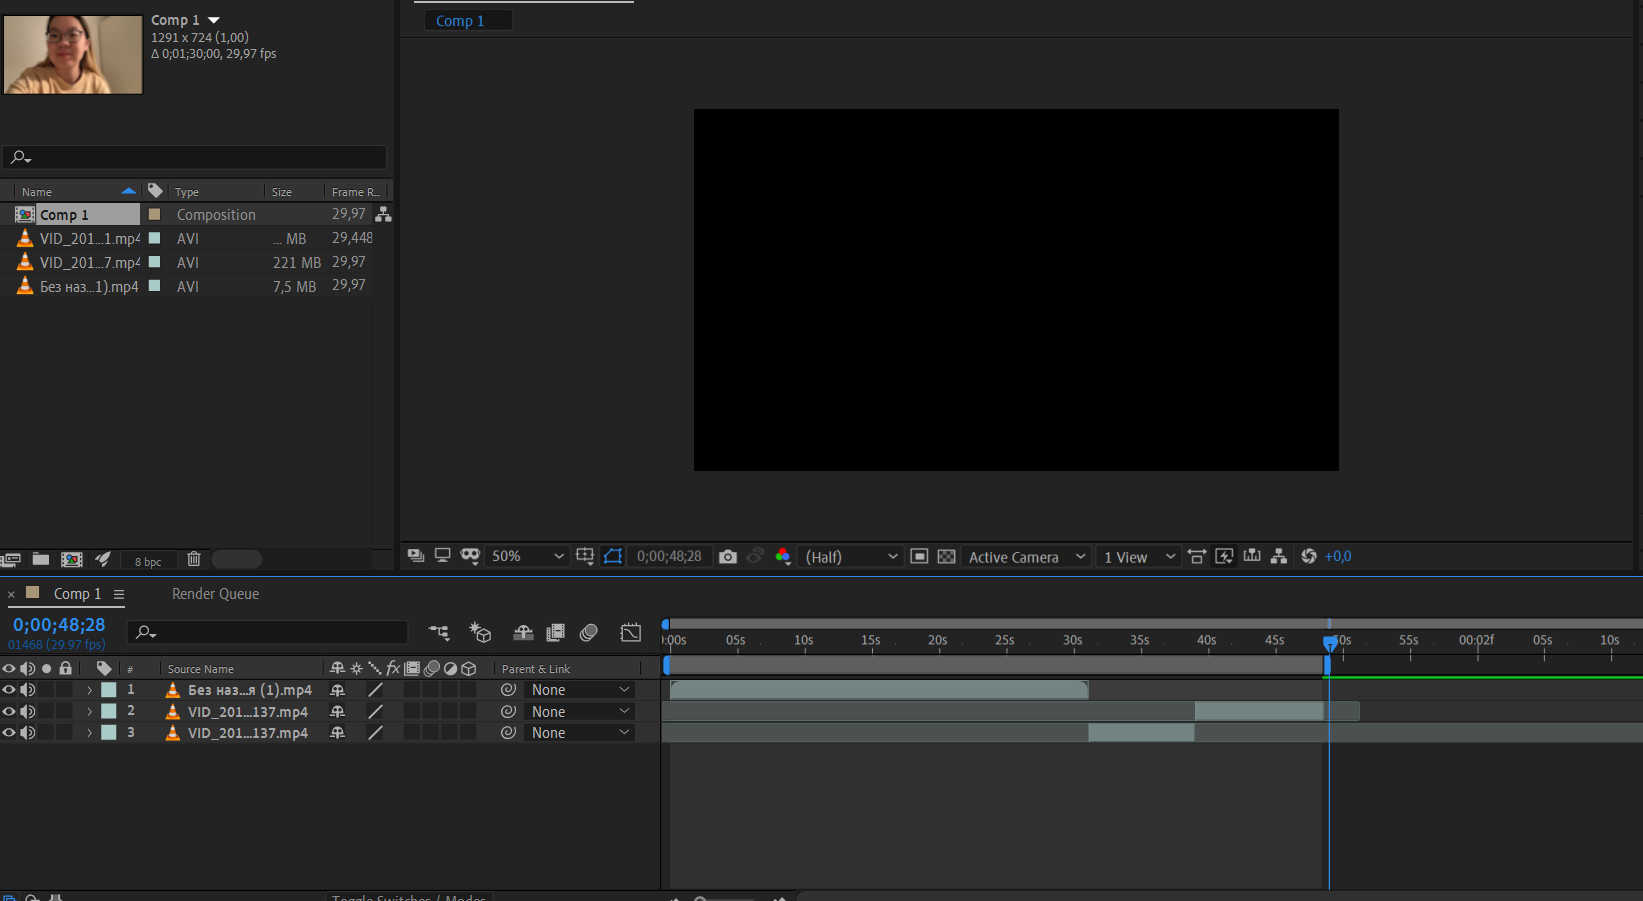 Comp 1
1291 x 724 (1,00)
Δ 0;01;30;00, 29,97 fps
Comp 1
Name Type Size Frame R...
Comp 1 Composition 29,97
VID_201...1.mp4 AVI ... MB 29,448
VID_201...7.mp4 AVI 221 MB 29,97
Без наз...1).mp4 AVI 7,5 MB 29,97
8 bpc
50% 0;00;48;28 (Half) Active Camera 1 View +0,0
Comp 1 Render Queue
0;00;48;28
01468 (29.97 fps)
:00s 05s 10s 15s 20s 25s 30s 35s 40s 45s 50s 55s 00:02f 05s 10s
# Source Name fx Parent & Link
1 Без наз...я (1).mp4 None
2 VID_201...137.mp4 None
3 VID_201...137.mp4 None
Toggle Switches / Modes